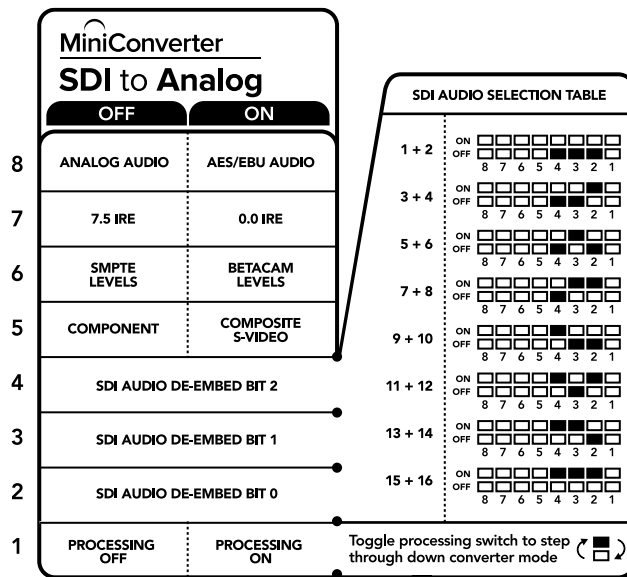 MiniConverter
SDI to Analog
OFF ON
8 ANALOG AUDIO AES/EBU AUDIO
7 7.5 IRE 0.0 IRE
6 SMPTE LEVELS BETACAM LEVELS
5 COMPONENT COMPOSITE S-VIDEO
4 SDI AUDIO DE-EMBED BIT 2
3 SDI AUDIO DE-EMBED BIT 1
2 SDI AUDIO DE-EMBED BIT 0
1 PROCESSING OFF PROCESSING ON
SDI AUDIO SELECTION TABLE
1 + 2 ON
OFF
8 7 6 5 4 3 2 1
3 + 4 ON
OFF
8 7 6 5 4 3 2 1
5 + 6 ON
OFF
8 7 6 5 4 3 2 1
7 + 8 ON
OFF
8 7 6 5 4 3 2 1
9 + 10 ON
OFF
8 7 6 5 4 3 2 1
11 + 12 ON
OFF
8 7 6 5 4 3 2 1
13 + 14 ON
OFF
8 7 6 5 4 3 2 1
15 + 16 ON
OFF
8 7 6 5 4 3 2 1
Toggle processing switch to step
through down converter mode